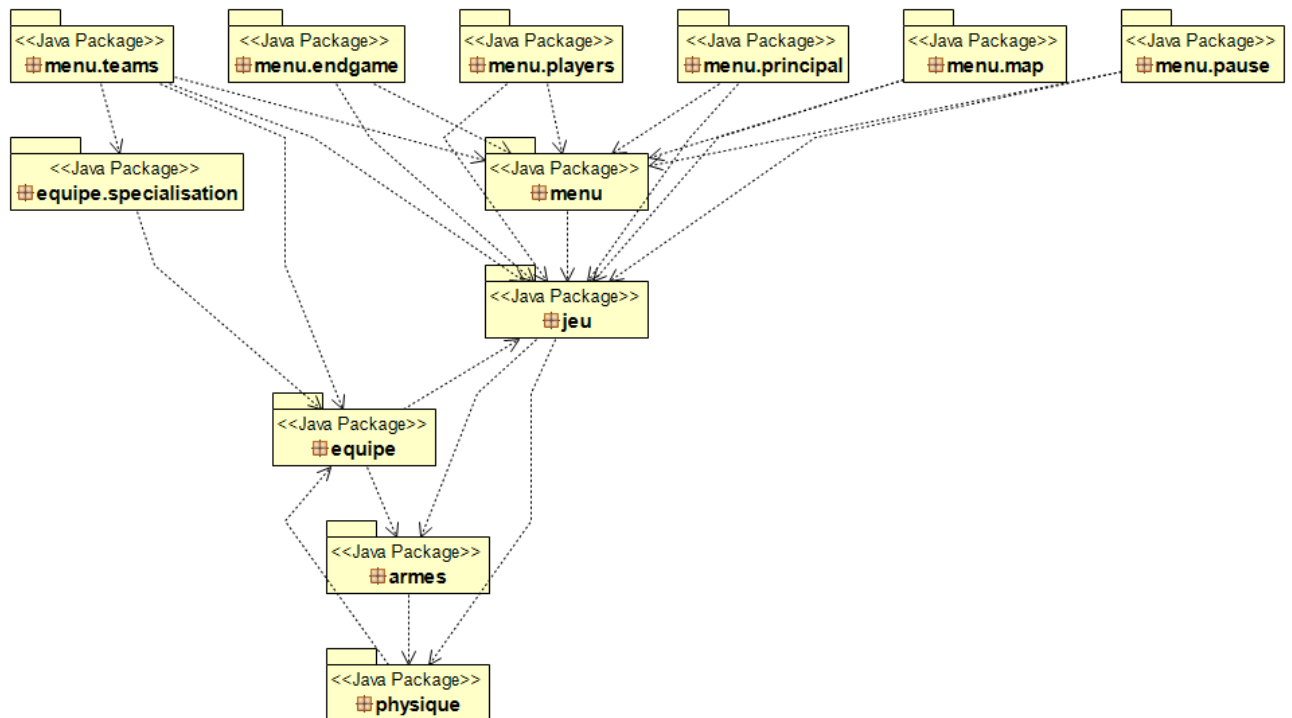 <<Java Package>>
menu.teams
<<Java Package>>
menu.endgame
<<Java Package>>
menu.players
<<Java Package>>
menu.principal
<<Java Package>>
menu.map
<<Java Package>>
menu.pause
<<Java Package>>
equipe.specialisation
<<Java Package>>
menu
<<Java Package>>
jeu
<<Java Package>>
equipe
<<Java Package>>
armes
<<Java Package>>
physique